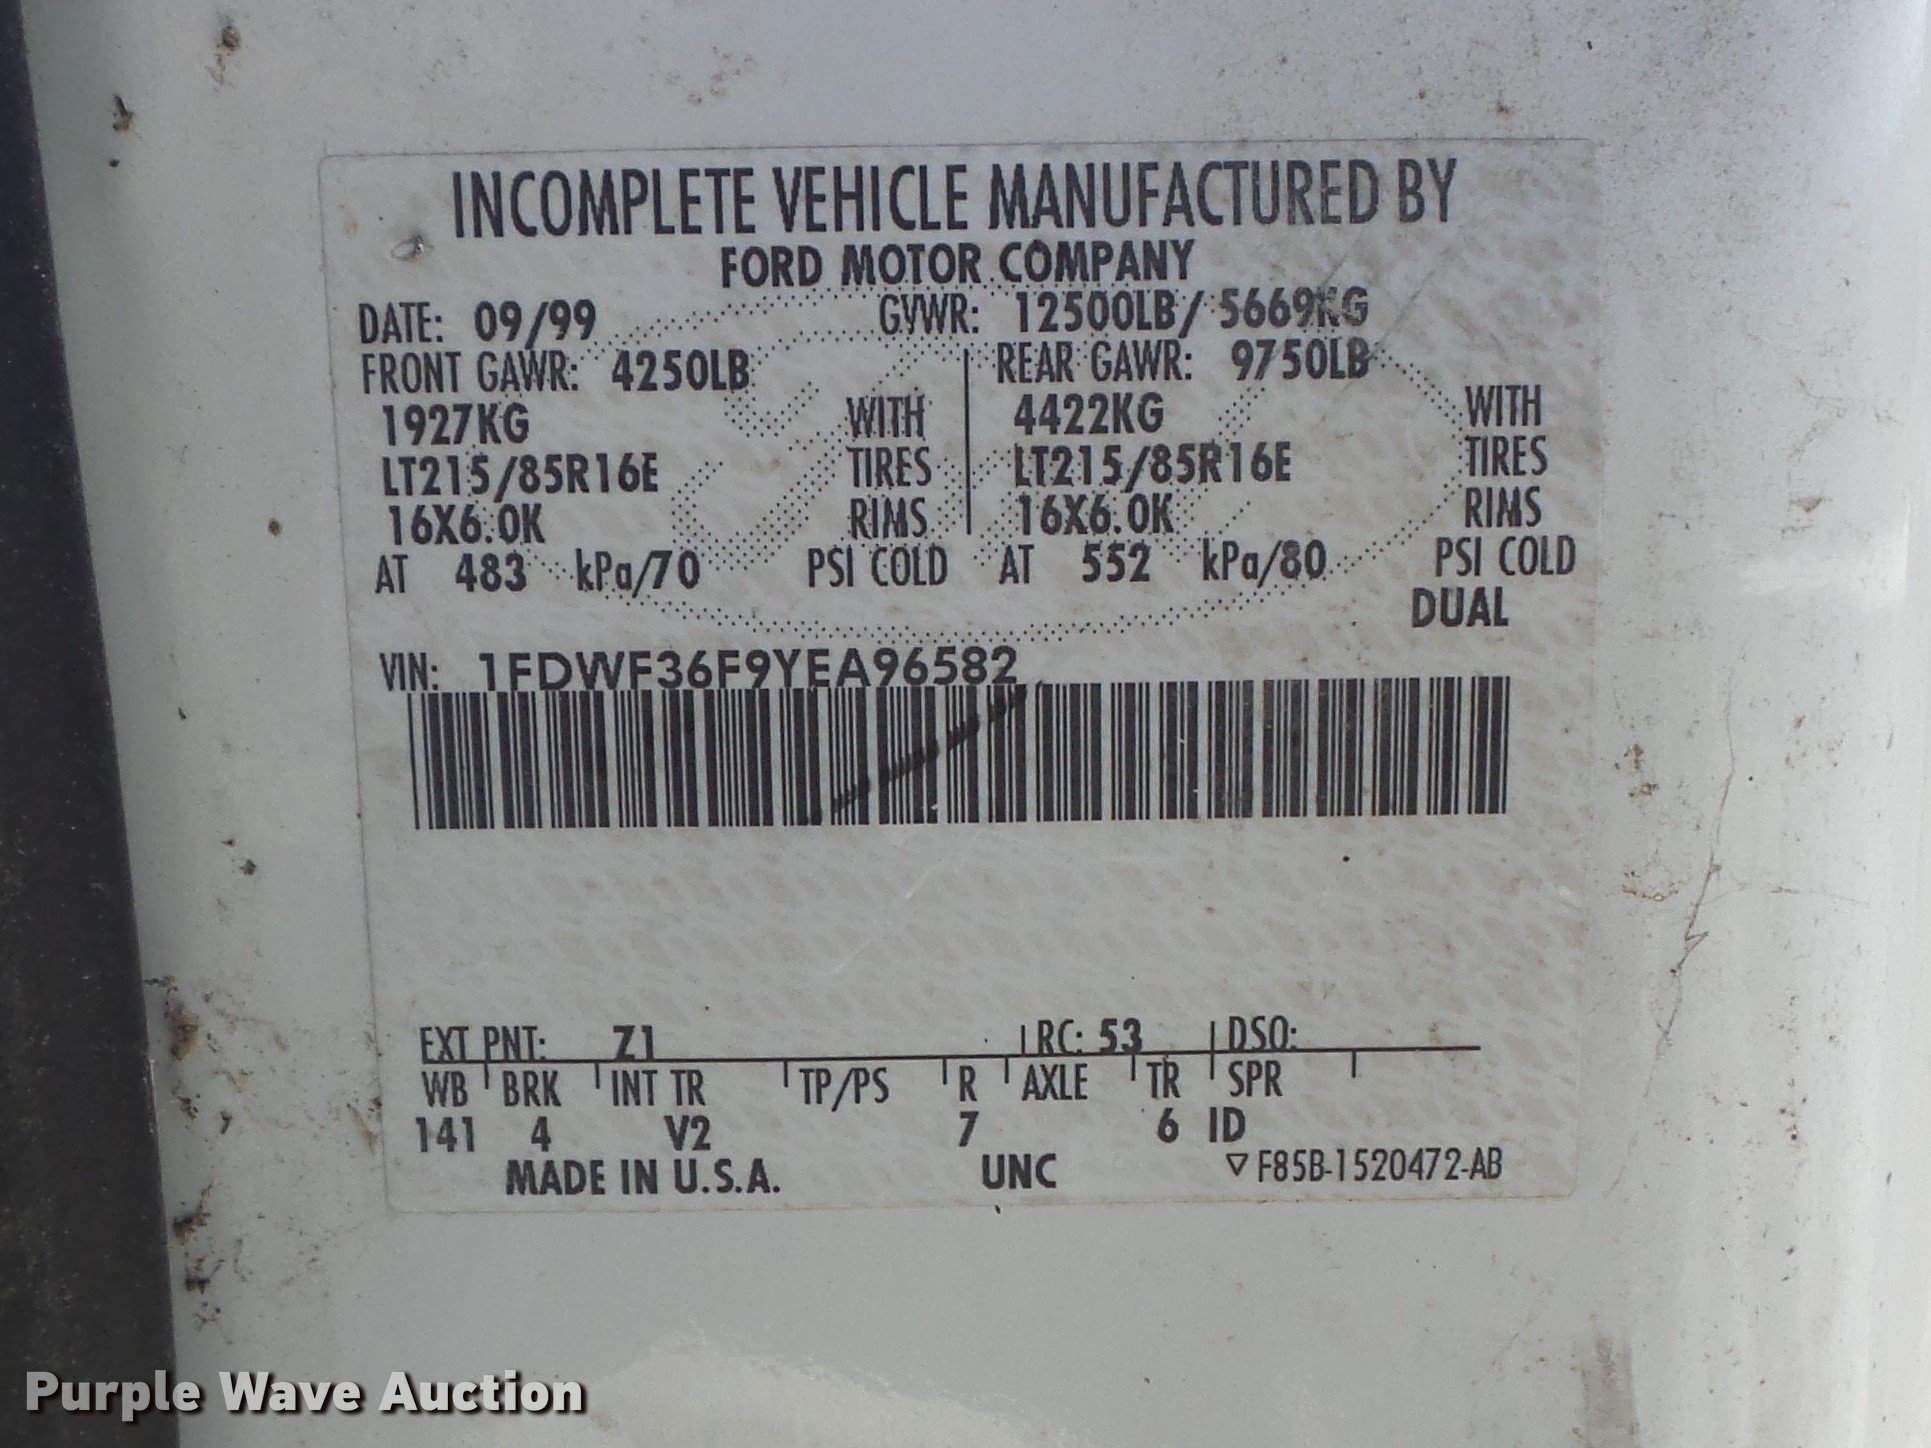 INCOMPLETE VEHICLE MANUFACTURED BY
FORD MOTOR COMPANY
DATE: 09/99 GVWR: 12500LB/ 5669KG
FRONT GAWR: 4250LB REAR GAWR: 9750LB
1927KG WITH 4422KG WITH
LT215/85R16E TIRES LT215/85R16E TIRES
16X6.0K RIMS 16X6.0K RIMS
AT 483 kPa/70 PSI COLD AT 552 kPa/80 PSI COLD
DUAL
VIN: 1FDWF36F9YEA96582
EXT PNT: Z1 RC: 53 DSO:
WB BRK INT TR TP/PS R AXLE TR SPR
141 4 V2 7 6 ID
MADE IN U.S.A. UNC ▽ F85B-1520472-AB
Purple Wave Auction